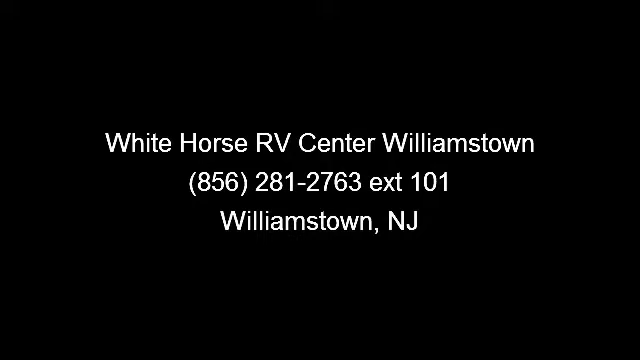 White Horse RV Center Williamstown
(856) 281-2763 ext 101
Williamstown, NJ